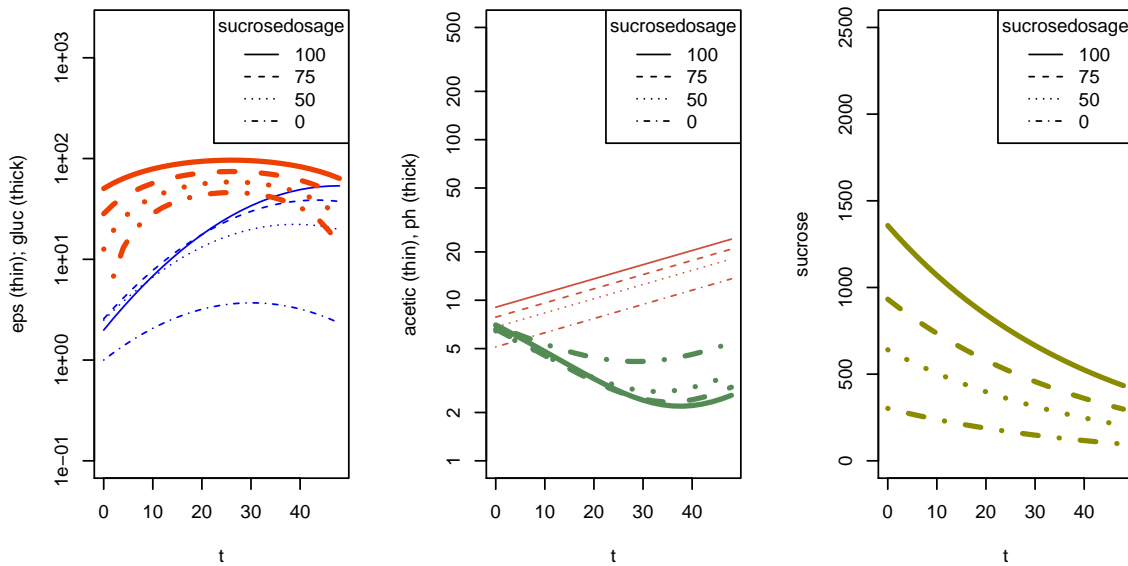 eps (thin); gluc (thick)
1e+03
1e+02
1e+01
1e+00
1e−01
0 10 20 30 40
t
sucrosedosage
100
75
50
0
acetic (thin), ph (thick)
500
200
100
50
20
10
5
2
1
0 10 20 30 40
t
sucrosedosage
100
75
50
0
sucrose
2500
2000
1500
1000
500
0
0 10 20 30 40
t
sucrosedosage
100
75
50
0